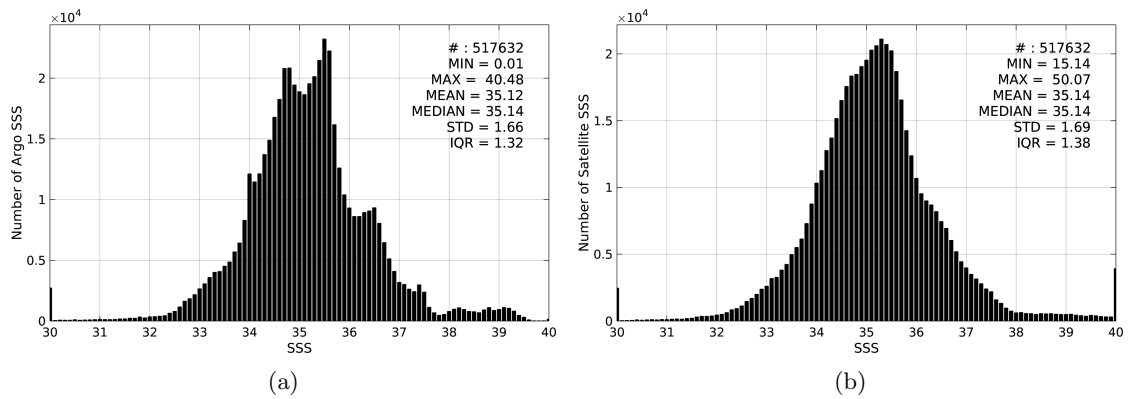 ×10⁴
# : 517632
MIN = 0.01
MAX = 40.48
MEAN = 35.12
MEDIAN = 35.14
STD = 1.66
IQR = 1.32
Number of Argo SSS
2
1.5
1
0.5
0
30 31 32 33 34 35 36 37 38 39 40
SSS
(a)
×10⁴
# : 517632
MIN = 15.14
MAX = 50.07
MEAN = 35.14
MEDIAN = 35.14
STD = 1.69
IQR = 1.38
Number of Satellite SSS
2
1.5
1
0.5
0
30 31 32 33 34 35 36 37 38 39 40
SSS
(b)